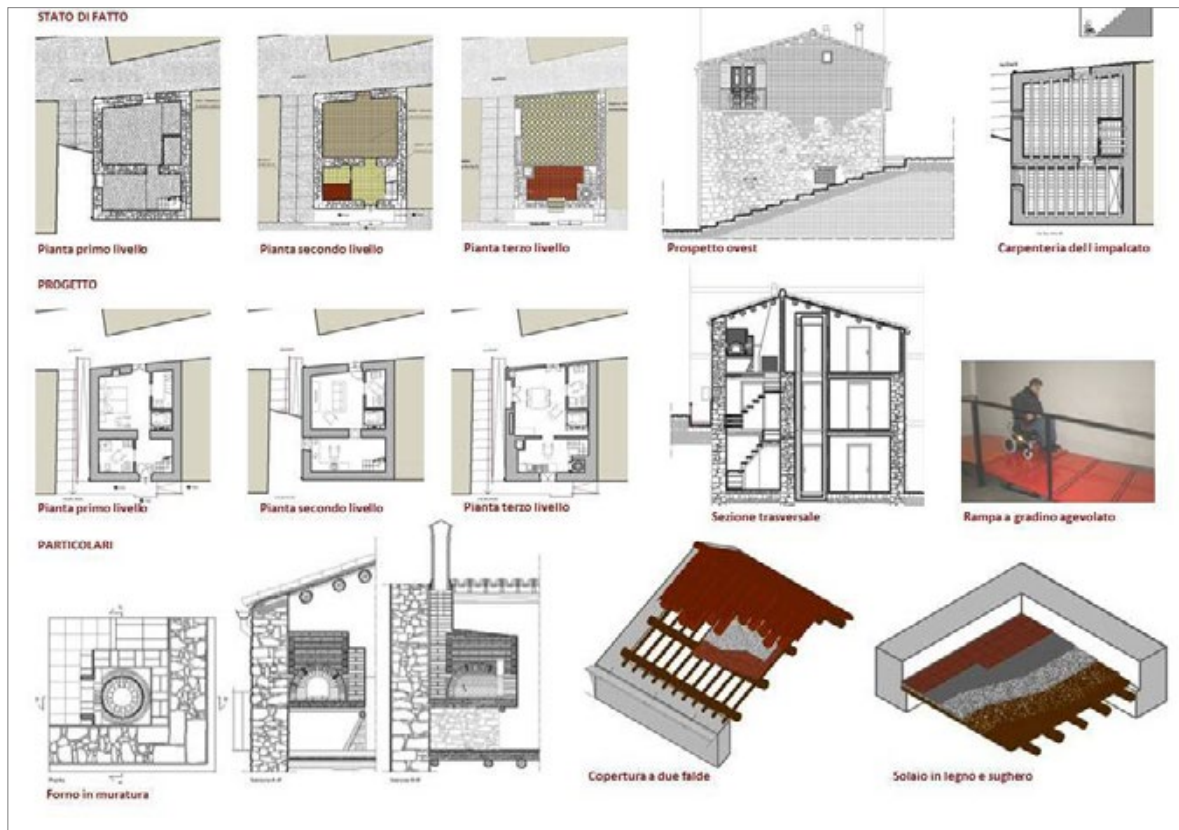 STATO DI FATTO
Pianta primo livello
Pianta secondo livello
Pianta terzo livello
Prospetto ovest
Carpenteria dell impalcato
PROGETTO
Pianta primo livello
Pianta secondo livello
Pianta terzo livello
Sezione trasversale
Rampa a gradino agevolato
PARTICOLARI
Pianta
Forno in muratura
Copertura a due falde
Solaio in legno e sughero